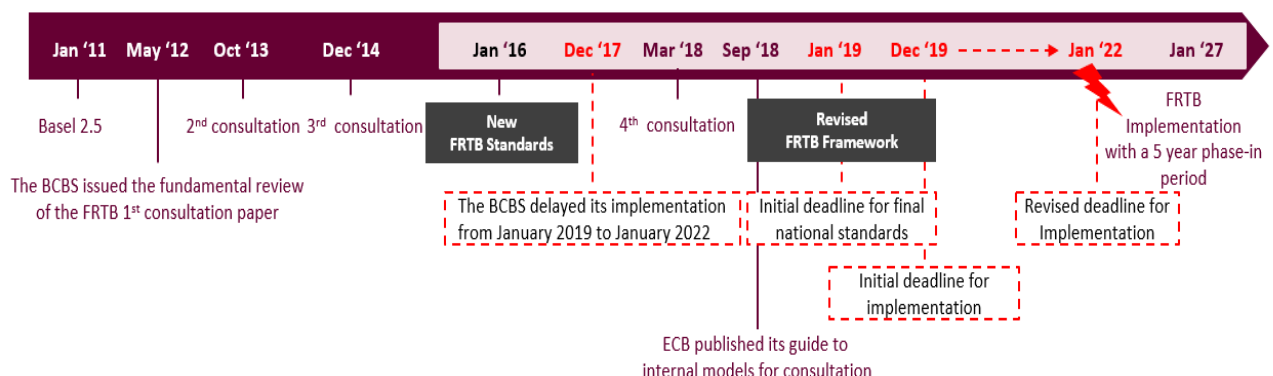 Jan ‘11 May ‘12 Oct ‘13 Dec ‘14 Jan ‘16 Dec ‘17 Mar ‘18 Sep ‘18 Jan ‘19 Dec ‘19 Jan ‘22 Jan ‘27
Basel 2.5
The BCBS issued the fundamental review
of the FRTB 1st consultation paper
2nd consultation
3rd consultation
New
FRTB Standards
The BCBS delayed its implementation
from January 2019 to January 2022
4th consultation
ECB published its guide to
internal models for consultation
Revised
FRTB Framework
Initial deadline for final
national standards
Initial deadline for
implementation
Revised deadline for
Implementation
FRTB
Implementation
with a 5 year phase-in
period